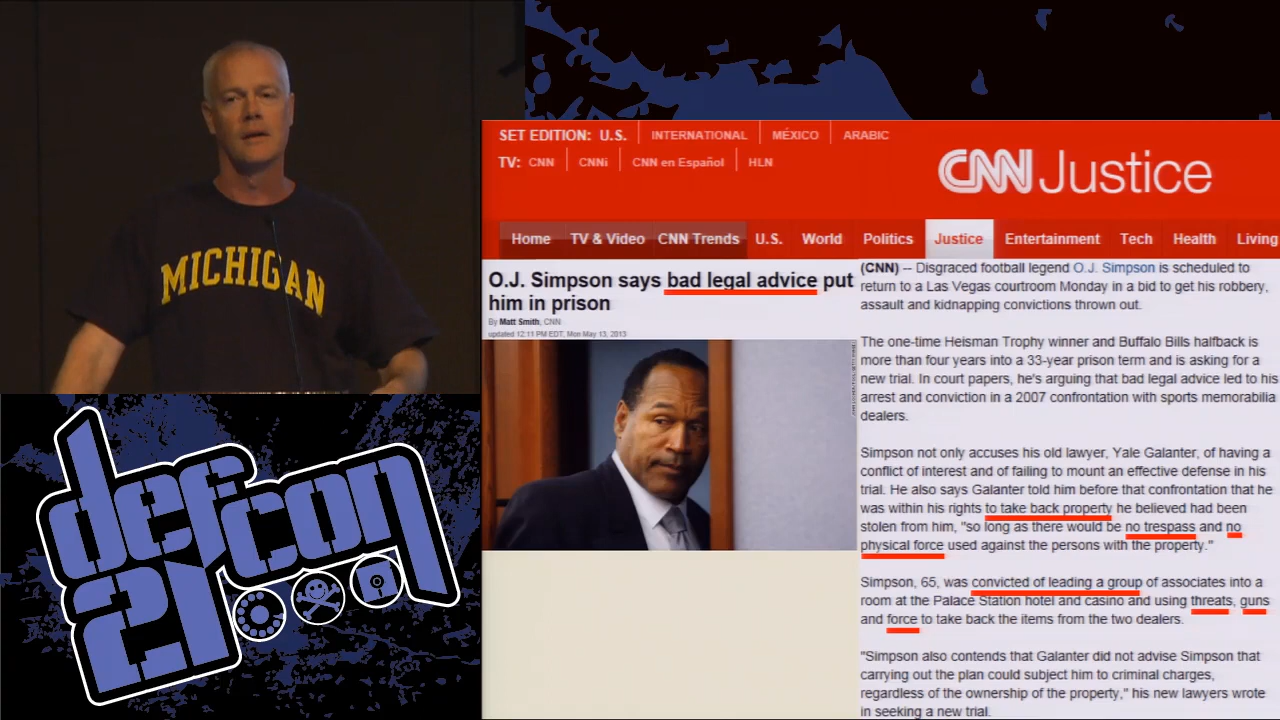 MICHIGAN
defcon
21
SET EDITION: U.S. INTERNATIONAL MÉXICO ARABIC
TV: CNN CNNi CNN en Español HLN
CNN Justice
Home TV & Video CNN Trends U.S. World Politics Justice Entertainment Tech Health Living
O.J. Simpson says bad legal advice put
him in prison
By Matt Smith, CNN
updated 12:11 PM EDT, Mon May 13, 2013
(CNN) -- Disgraced football legend O.J. Simpson is scheduled to
return to a Las Vegas courtroom Monday in a bid to get his robbery,
assault and kidnapping convictions thrown out.
The one-time Heisman Trophy winner and Buffalo Bills halfback is
more than four years into a 33-year prison term and is asking for a
new trial. In court papers, he's arguing that bad legal advice led to his
arrest and conviction in a 2007 confrontation with sports memorabilia
dealers.
Simpson not only accuses his old lawyer, Yale Galanter, of having a
conflict of interest and of failing to mount an effective defense in his
trial. He also says Galanter told him before that confrontation that he
was within his rights to take back property he believed had been
stolen from him, "so long as there would be no trespass and no
physical force used against the persons with the property."
Simpson, 65, was convicted of leading a group of associates into a
room at the Palace Station hotel and casino and using threats, guns
and force to take back the items from the two dealers.
"Simpson also contends that Galanter did not advise Simpson that
carrying out the plan could subject him to criminal charges,
regardless of the ownership of the property," his new lawyers wrote
in seeking a new trial.